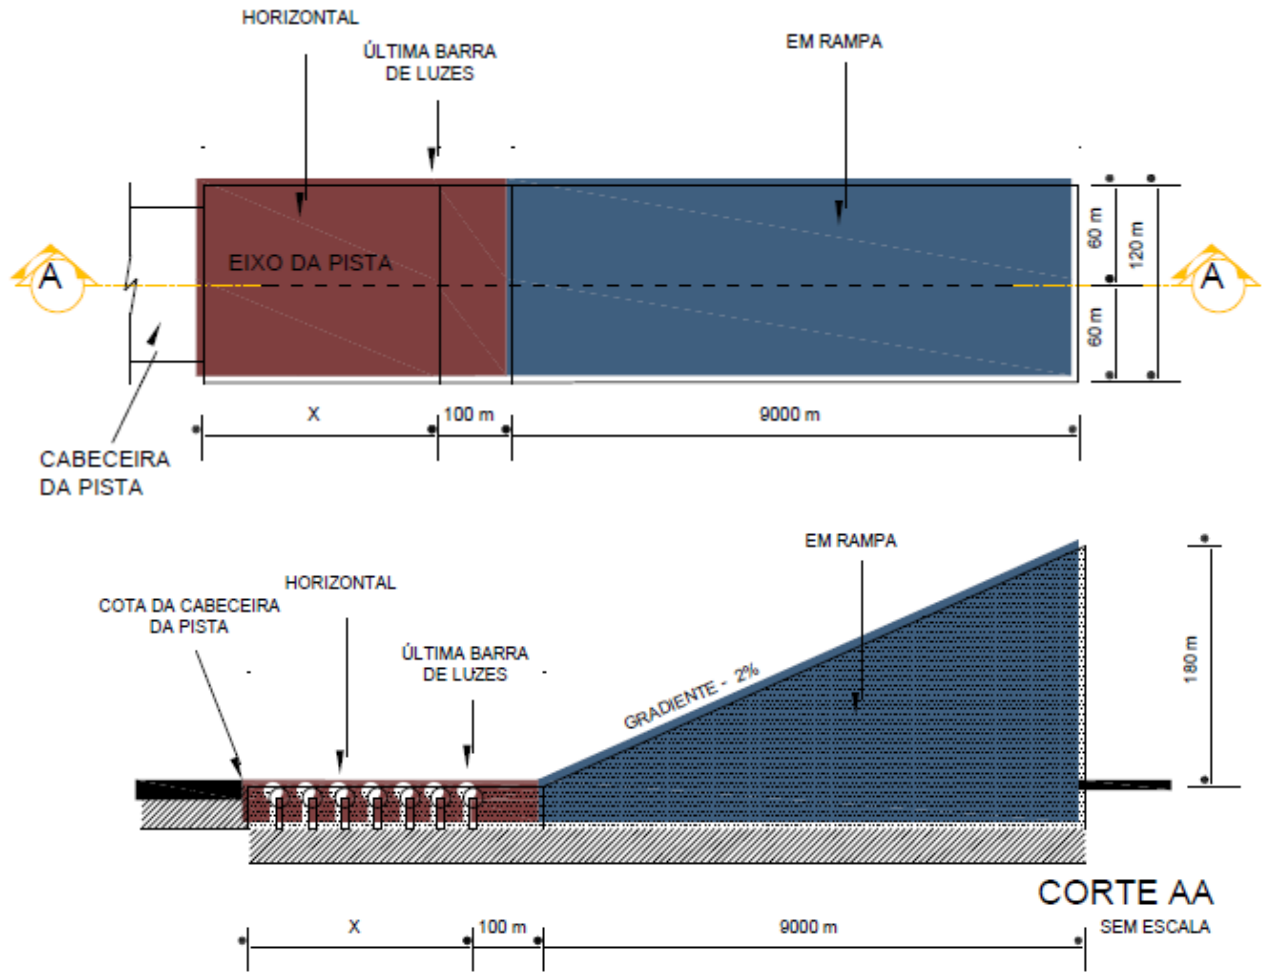 HORIZONTAL
ÚLTIMA BARRA
DE LUZES
EM RAMPA
EIXO DA PISTA
A
A
60 m
60 m
120 m
X
100 m
9000 m
CABECEIRA
DA PISTA
EM RAMPA
HORIZONTAL
COTA DA CABECEIRA
DA PISTA
ÚLTIMA BARRA
DE LUZES
GRADIENTE - 2%
180 m
CORTE AA
SEM ESCALA
X
100 m
9000 m